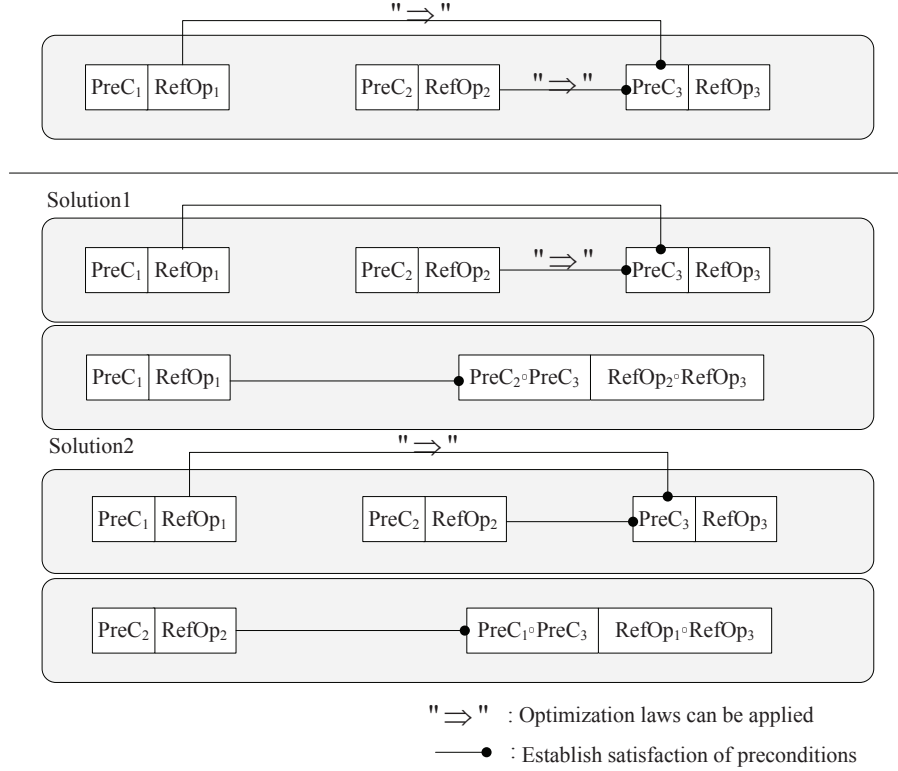 " ⇒ "
PreC₁ RefOp₁ PreC₂ RefOp₂ " ⇒ " PreC₃ RefOp₃
Solution1
PreC₁ RefOp₁ PreC₂ RefOp₂ " ⇒ " PreC₃ RefOp₃
PreC₁ RefOp₁ PreC₂▫PreC₃ RefOp₂▫RefOp₃
Solution2
" ⇒ "
PreC₁ RefOp₁ PreC₂ RefOp₂ PreC₃ RefOp₃
PreC₂ RefOp₂ PreC₁▫PreC₃ RefOp₁▫RefOp₃
" ⇒ " : Optimization laws can be applied
: Establish satisfaction of preconditions